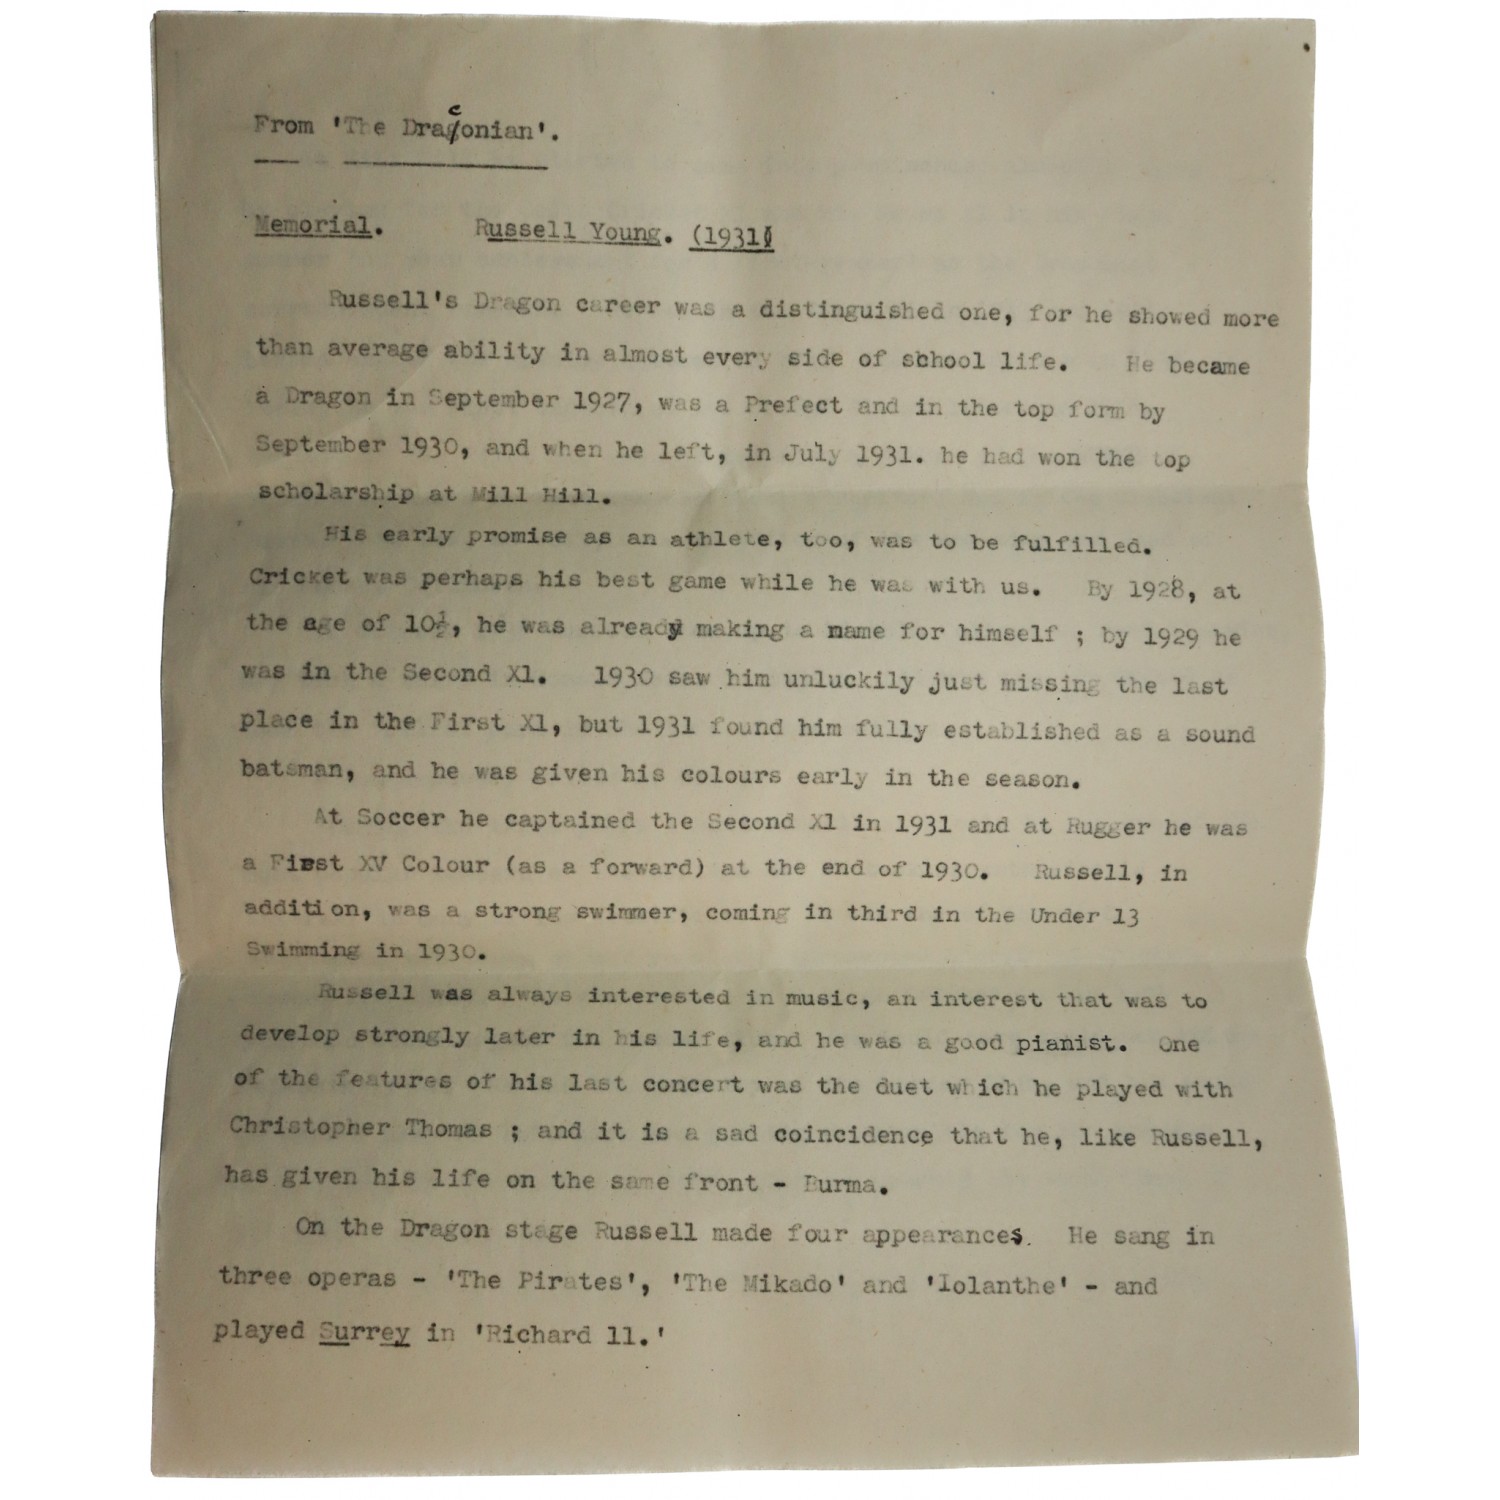 From 'The Draconian'.
Memorial. Russell Young. (1931)
Russell's Dragon career was a distinguished one, for he showed more
than average ability in almost every side of school life. He became
a Dragon in September 1927, was a Prefect and in the top form by
September 1930, and when he left, in July 1931. he had won the top
scholarship at Mill Hill.
His early promise as an athlete, too, was to be fulfilled.
Cricket was perhaps his best game while he was with us. By 1928, at
the age of 10½, he was already making a name for himself ; by 1929 he
was in the Second Xl. 1930 saw him unluckily just missing the last
place in the First Xl, but 1931 found him fully established as a sound
batsman, and he was given his colours early in the season.
At Soccer he captained the Second Xl in 1931 and at Rugger he was
a First XV Colour (as a forward) at the end of 1930. Russell, in
addition, was a strong swimmer, coming in third in the Under 13
Swimming in 1930.
Russell was always interested in music, an interest that was to
develop strongly later in his life, and he was a good pianist. One
of the features of his last concert was the duet which he played with
Christopher Thomas ; and it is a sad coincidence that he, like Russell,
has given his life on the same front - Burma.
On the Dragon stage Russell made four appearances. He sang in
three operas - 'The Pirates', 'The Mikado' and 'Iolanthe' - and
played Surrey in 'Richard 11.'